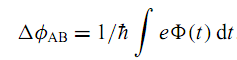 Δϕ_AB = 1/ħ ∫ eΦ(t) dt